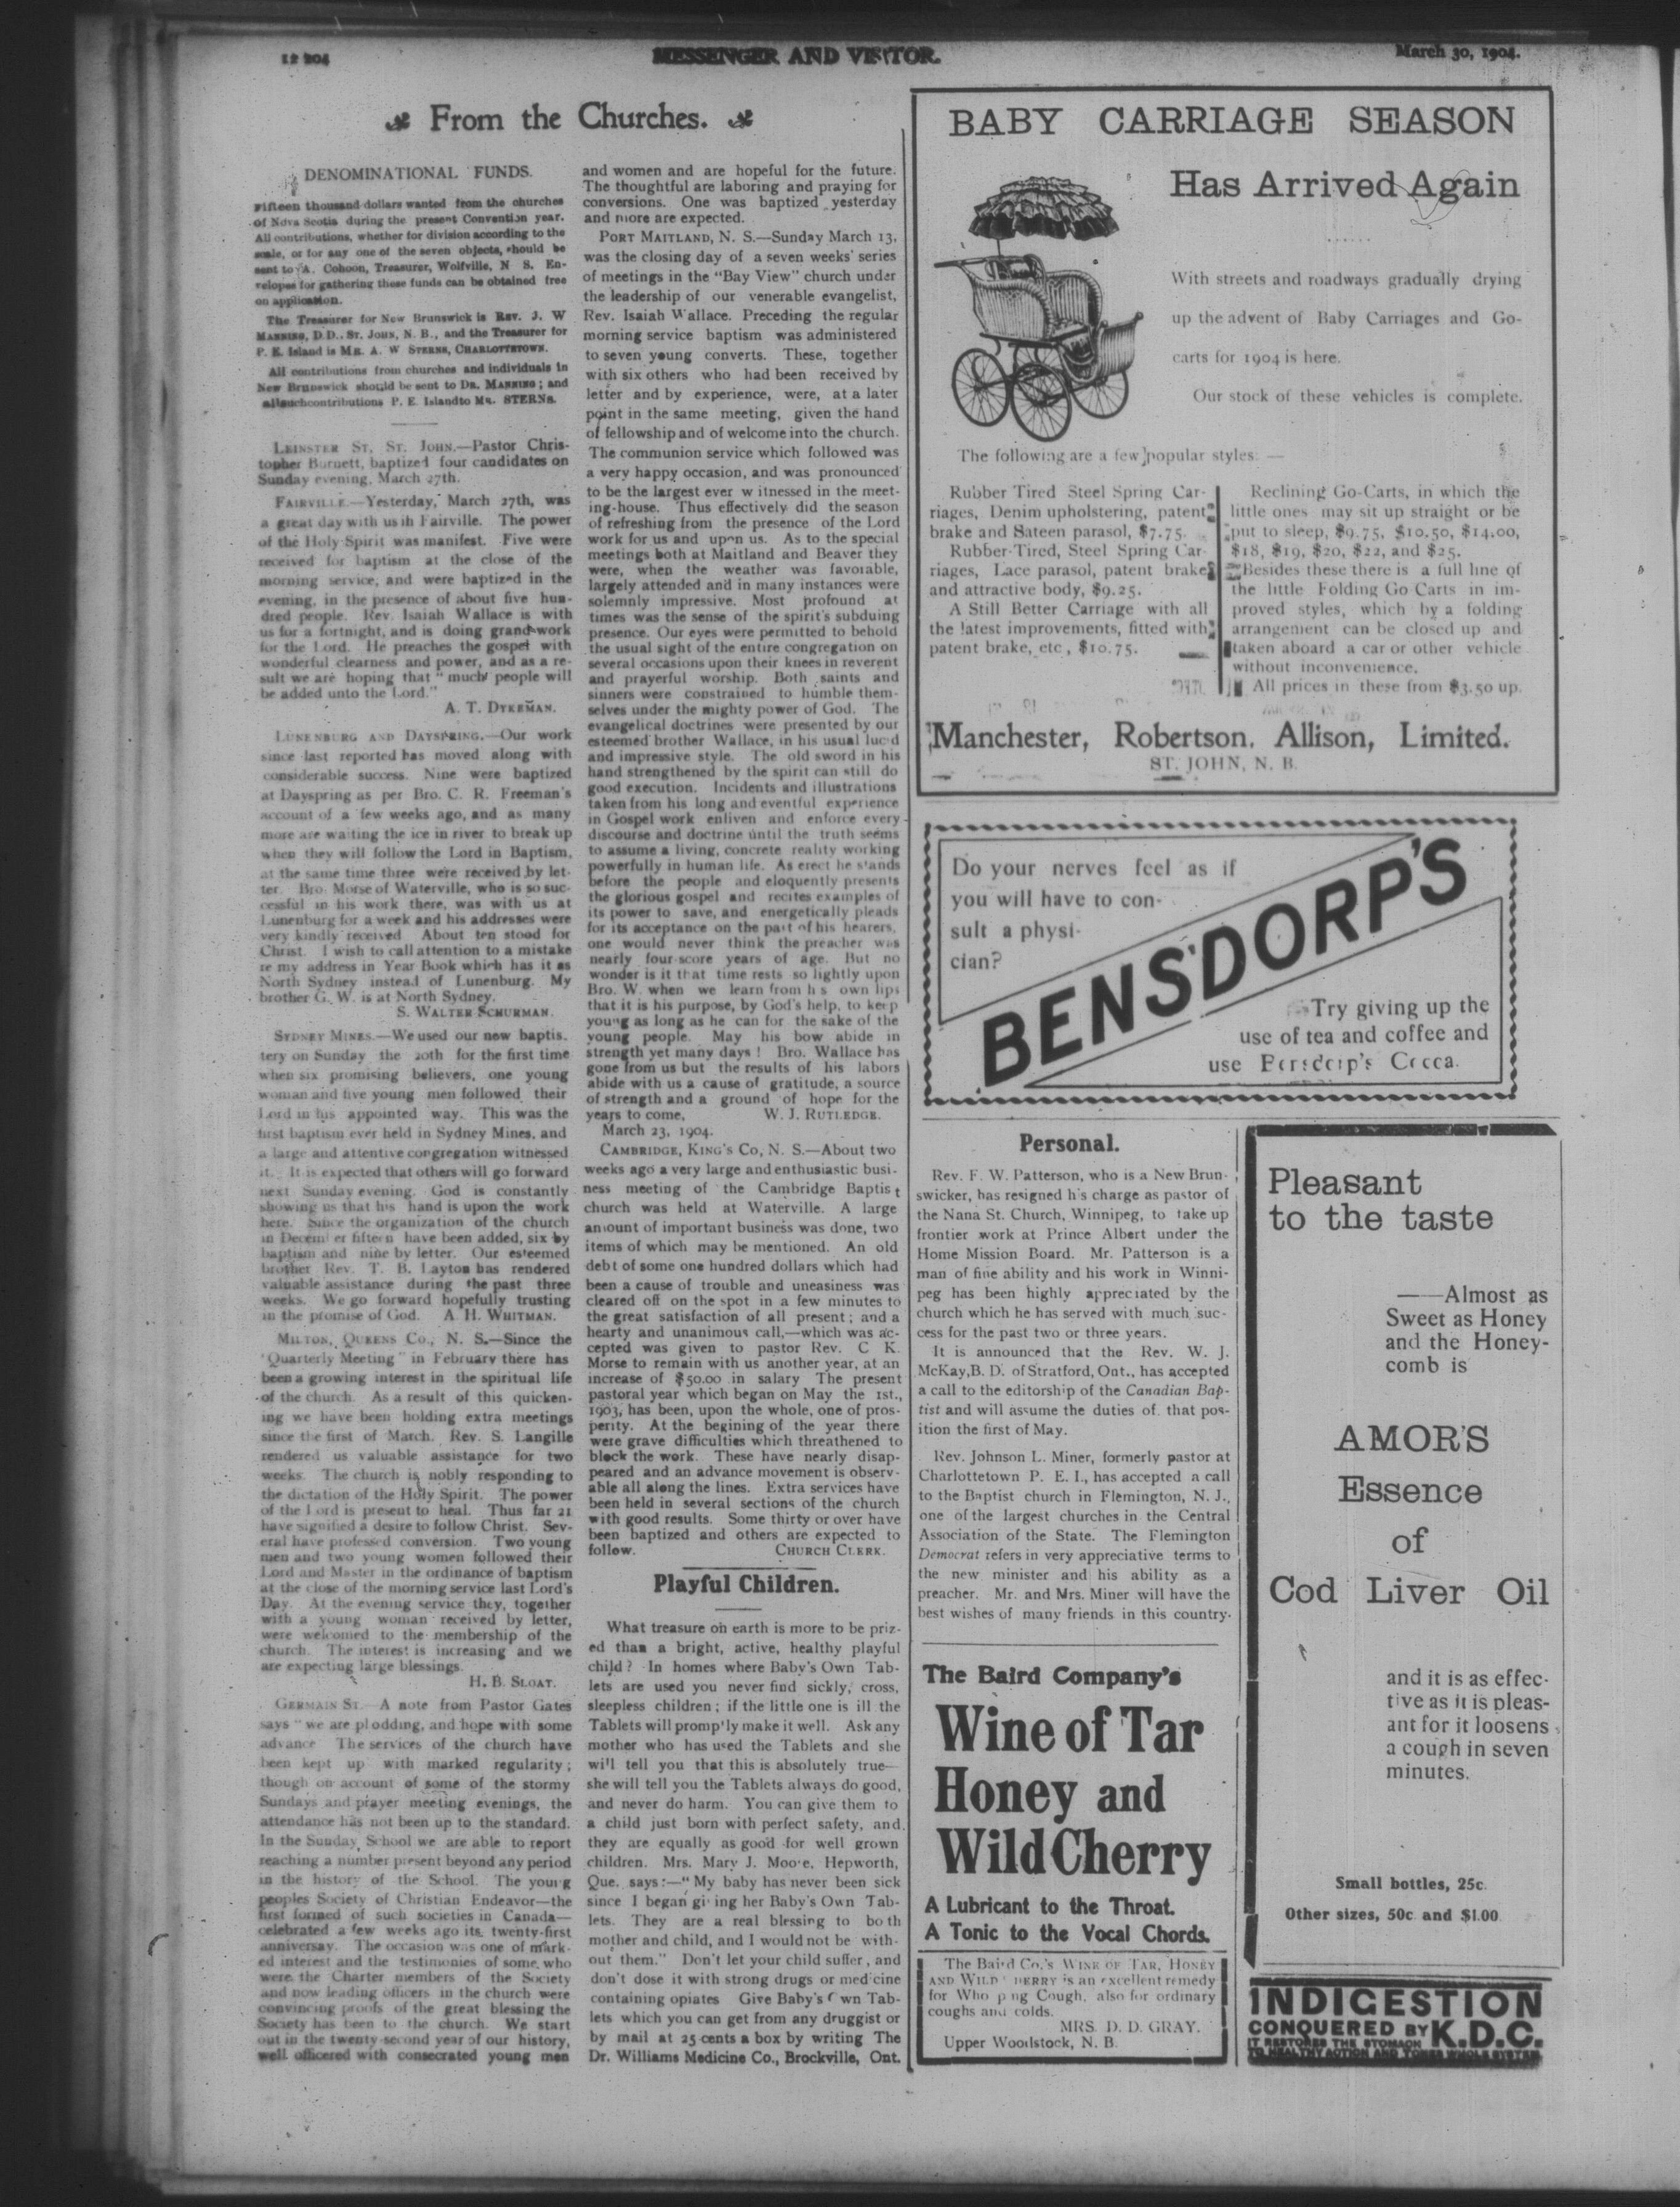 12 204
MESSENGER AND VISITOR.
March 30, 1904.
From the Churches.
DENOMINATIONAL FUNDS.
Fifteen thousand dollars wanted from the churches
of Nova Scotia during the present Convention year.
All contributions, whether for division according to the
scale, or for any one of the seven objects, should be
sent to A. Cohoon, Treasurer, Wolfville, N S. En-
velopes for gathering these funds can be obtained free
on application.
The Treasurer for New Brunswick is REV. J. W
MANNING, D.D., ST. JOHN, N. B., and the Treasurer for
P. E. Island is MR. A. W STERNS, CHARLOTTETOWN.
All contributions from churches and individuals in
New Brunswick should be sent to DR. MANNING; and
allsuchcontributions P. E. Islandto MR. STERNS.
LEINSTER ST. ST. JOHN.—Pastor Chris-
topher Burnett, baptized four candidates on
Sunday evening, March 27th.
FAIRVILLE.—Yesterday, March 27th, was
a great day with us in Fairville. The power
of the Holy Spirit was manifest. Five were
received for baptism at the close of the
morning service, and were baptized in the
evening, in the presence of about five hun-
dred people. Rev. Isaiah Wallace is with
us for a fortnight, and is doing grand work
for the Lord. He preaches the gospel with
wonderful clearness and power, and as a re-
sult we are hoping that "much people will
be added unto the Lord."
A. T. DYKEMAN.
LUNENBURG AND DAYSPRING.—Our work
since last reported has moved along with
considerable success. Nine were baptized
at Dayspring as per Bro. C. R. Freeman's
account of a few weeks ago, and as many
more are waiting the ice in river to break up
when they will follow the Lord in Baptism,
at the same time three were received by let-
ter. Bro. Morse of Waterville, who is so suc-
cessful in his work there, was with us at
Lunenburg for a week and his addresses were
very kindly received. About ten stood for
Christ. I wish to call attention to a mistake
re my address in Year Book which has it as
North Sydney instead of Lunenburg. My
brother G. W. is at North Sydney.
S. WALTER SCHURMAN.
SYDNEY MINES.—We used our new baptis.
tery on Sunday the 20th for the first time
when six promising believers, one young
woman and five young men followed their
Lord in his appointed way. This was the
first baptism ever held in Sydney Mines, and
a large and attentive congregation witnessed
it. It is expected that others will go forward
next Sunday evening. God is constantly
showing us that his hand is upon the work
here. Since the organization of the church
in December fifteen have been added, six by
baptism and nine by letter. Our esteemed
brother Rev. T. B. Layton has rendered
valuable assistance during the past three
weeks. We go forward hopefully trusting
in the promise of God. A. H. WHITMAN.
MILTON, QUEENS CO., N. S.—Since the
'Quarterly Meeting" in February there has
been a growing interest in the spiritual life
of the church. As a result of this quicken-
ing we have been holding extra meetings
since the first of March. Rev. S. Langille
rendered us valuable assistance for two
weeks. The church is nobly responding to
the dictation of the Holy Spirit. The power
of the Lord is present to heal. Thus far 21
have signified a desire to follow Christ. Sev-
eral have professed conversion. Two young
men and two young women followed their
Lord and Master in the ordinance of baptism
at the close of the morning service last Lord's
Day. At the evening service they, together
with a young woman received by letter,
were welcomed to the membership of the
church. The interest is increasing and we
are expecting large blessings.
H. B. SLOAT.
GERMAIN ST.—A note from Pastor Gates
says "we are plodding, and hope with some
advance The services of the church have
been kept up with marked regularity;
though on account of some of the stormy
Sundays and prayer meeting evenings, the
attendance has not been up to the standard.
In the Sunday School we are able to report
reaching a number present beyond any period
in the history of the School. The young
peoples Society of Christian Endeavor—the
first formed of such societies in Canada—
celebrated a few weeks ago its twenty-first
anniversay. The occasion was one of mark-
ed interest and the testimonies of some who
were the Charter members of the Society
and now leading officers in the church were
convincing proofs of the great blessing the
Society has been to the church. We start
out in the twenty second year of our history,
well officered with consecrated young men
and women and are hopeful for the future.
The thoughtful are laboring and praying for
conversions. One was baptized yesterday
and more are expected.
PORT MAITLAND, N. S.—Sunday March 13,
was the closing day of a seven weeks' series
of meetings in the "Bay View" church under
the leadership of our venerable evangelist,
Rev. Isaiah Wallace. Preceding the regular
morning service baptism was administered
to seven young converts. These, together
with six others who had been received by
letter and by experience, were, at a later
point in the same meeting, given the hand
of fellowship and of welcome into the church.
The communion service which followed was
a very happy occasion, and was pronounced
to be the largest ever w itnessed in the meet-
ing-house. Thus effectively did the season
of refreshing from the presence of the Lord
work for us and upon us. As to the special
meetings both at Maitland and Beaver they
were, when the weather was favorable,
largely attended and in many instances were
solemnly impressive. Most profound at
times was the sense of the spirit's subduing
presence. Our eyes were permitted to behold
the usual sight of the entire congregation on
several occasions upon their knees in reverent
and prayerful worship. Both saints and
sinners were constrained to humble them-
selves under the mighty power of God. The
evangelical doctrines were presented by our
esteemed brother Wallace, in his usual lucid
and impressive style. The old sword in his
hand strengthened by the spirit can still do
good execution. Incidents and illustrations
taken from his long and eventful experience
in Gospel work enliven and enforce every
discourse and doctrine until the truth seems
to assume a living, concrete reality working
powerfully in human life. As erect he stands
before the people and eloquently presents
the glorious gospel and recites examples of
its power to save, and energetically pleads
for its acceptance on the part of his hearers,
one would never think the preacher was
nearly four-score years of age. But no
wonder is it that time rests so lightly upon
Bro. W. when we learn from h s own lips
that it is his purpose, by God's help, to keep
young as long as he can for the sake of the
young people. May his bow abide in
strength yet many days! Bro. Wallace has
gone from us but the results of his labors
abide with us a cause of gratitude, a source
of strength and a ground of hope for the
years to come. W. J. RUTLEDGE.
March 23, 1904.
CAMBRIDGE, KING'S CO, N. S.—About two
weeks ago a very large and enthusiastic busi-
ness meeting of the Cambridge Baptist
church was held at Waterville. A large
amount of important business was done, two
items of which may be mentioned. An old
debt of some one hundred dollars which had
been a cause of trouble and uneasiness was
cleared off on the spot in a few minutes to
the great satisfaction of all present; and a
hearty and unanimous call,—which was ac-
cepted was given to pastor Rev. C K.
Morse to remain with us another year, at an
increase of $50.00 in salary The present
pastoral year which began on May the 1st.,
1903, has been, upon the whole, one of pros-
perity. At the begining of the year there
were grave difficulties which threathened to
block the work. These have nearly disap-
peared and an advance movement is observ-
able all along the lines. Extra services have
been held in several sections of the church
with good results. Some thirty or over have
been baptized and others are expected to
follow. CHURCH CLERK.
Playful Children.
What treasure on earth is more to be priz-
ed than a bright, active, healthy playful
child? In homes where Baby's Own Tab-
lets are used you never find sickly, cross,
sleepless children; if the little one is ill the
Tablets will promp'ly make it well. Ask any
mother who has used the Tablets and she
will tell you that this is absolutely true—
she will tell you the Tablets always do good,
and never do harm. You can give them to
a child just born with perfect safety, and
they are equally as good for well grown
children. Mrs. Mary J. Moore, Hepworth,
Que. says:—"My baby has never been sick
since I began giving her Baby's Own Tab-
lets. They are a real blessing to both
mother and child, and I would not be with-
out them." Don't let your child suffer, and
don't dose it with strong drugs or medicine
containing opiates Give Baby's Own Tab-
lets which you can get from any druggist or
by mail at 25 cents a box by writing The
Dr. Williams Medicine Co., Brockville, Ont.
BABY CARRIAGE SEASON
Has Arrived Again
With streets and roadways gradually drying
up the advent of Baby Carriages and Go-
carts for 1904 is here.
Our stock of these vehicles is complete.
The following are a few popular styles: —
Rubber Tired Steel Spring Car-
riages, Denim upholstering, patent
brake and Sateen parasol, $7.75.
Rubber-Tired, Steel Spring Car-
riages, Lace parasol, patent brake
and attractive body, $9.25.
A Still Better Carriage with all
the latest improvements, fitted with
patent brake, etc, $10.75.
Reclining Go-Carts, in which the
little ones may sit up straight or be
put to sleep, $9.75, $10.50, $14.00,
$18, $19, $20, $22, and $25.
Besides these there is a full line of
the little Folding Go Carts in im-
proved styles, which by a folding
arrangement can be closed up and
taken aboard a car or other vehicle
without inconvenience.
All prices in these from $3.50 up.
Manchester, Robertson, Allison, Limited.
ST. JOHN, N. B.
Do your nerves feel as if
you will have to con-
sult a physi-
cian?
BENSDORP'S
Try giving up the
use of tea and coffee and
use Bensdorp's Cocoa.
Personal.
Rev. F. W. Patterson, who is a New Brun-
swicker, has resigned his charge as pastor of
the Nana St. Church, Winnipeg, to take up
frontier work at Prince Albert under the
Home Mission Board. Mr. Patterson is a
man of fine ability and his work in Winni-
peg has been highly appreciated by the
church which he has served with much suc-
cess for the past two or three years.
It is announced that the Rev. W. J.
McKay,B. D. of Stratford, Ont., has accepted
a call to the editorship of the Canadian Bap-
tist and will assume the duties of that pos-
ition the first of May.
Rev. Johnson L. Miner, formerly pastor at
Charlottetown P. E. I., has accepted a call
to the Baptist church in Flemington, N. J.,
one of the largest churches in the Central
Association of the State. The Flemington
Democrat refers in very appreciative terms to
the new minister and his ability as a
preacher. Mr. and Mrs. Miner will have the
best wishes of many friends in this country.
The Baird Company's
Wine of Tar
Honey and
Wild Cherry
A Lubricant to the Throat.
A Tonic to the Vocal Chords.
The Baird Co.'s WINE OF TAR, HONEY
AND WILD CHERRY is an excellent remedy
for Who p ng Cough, also for ordinary
coughs and colds.
MRS. D. D. GRAY.
Upper Woodstock, N. B.
Pleasant
to the taste
——Almost as
Sweet as Honey
and the Honey-
comb is
AMOR'S
Essence
of
Cod Liver Oil
and it is as effec-
tive as it is pleas-
ant for it loosens
a cough in seven
minutes.
Small bottles, 25c.
Other sizes, 50c and $1.00
INDIGESTION
CONQUERED BY K.D.C.
IT RESTORES THE STOMACH
TO HEALTHY ACTION AND TONES WHOLE SYSTEM.